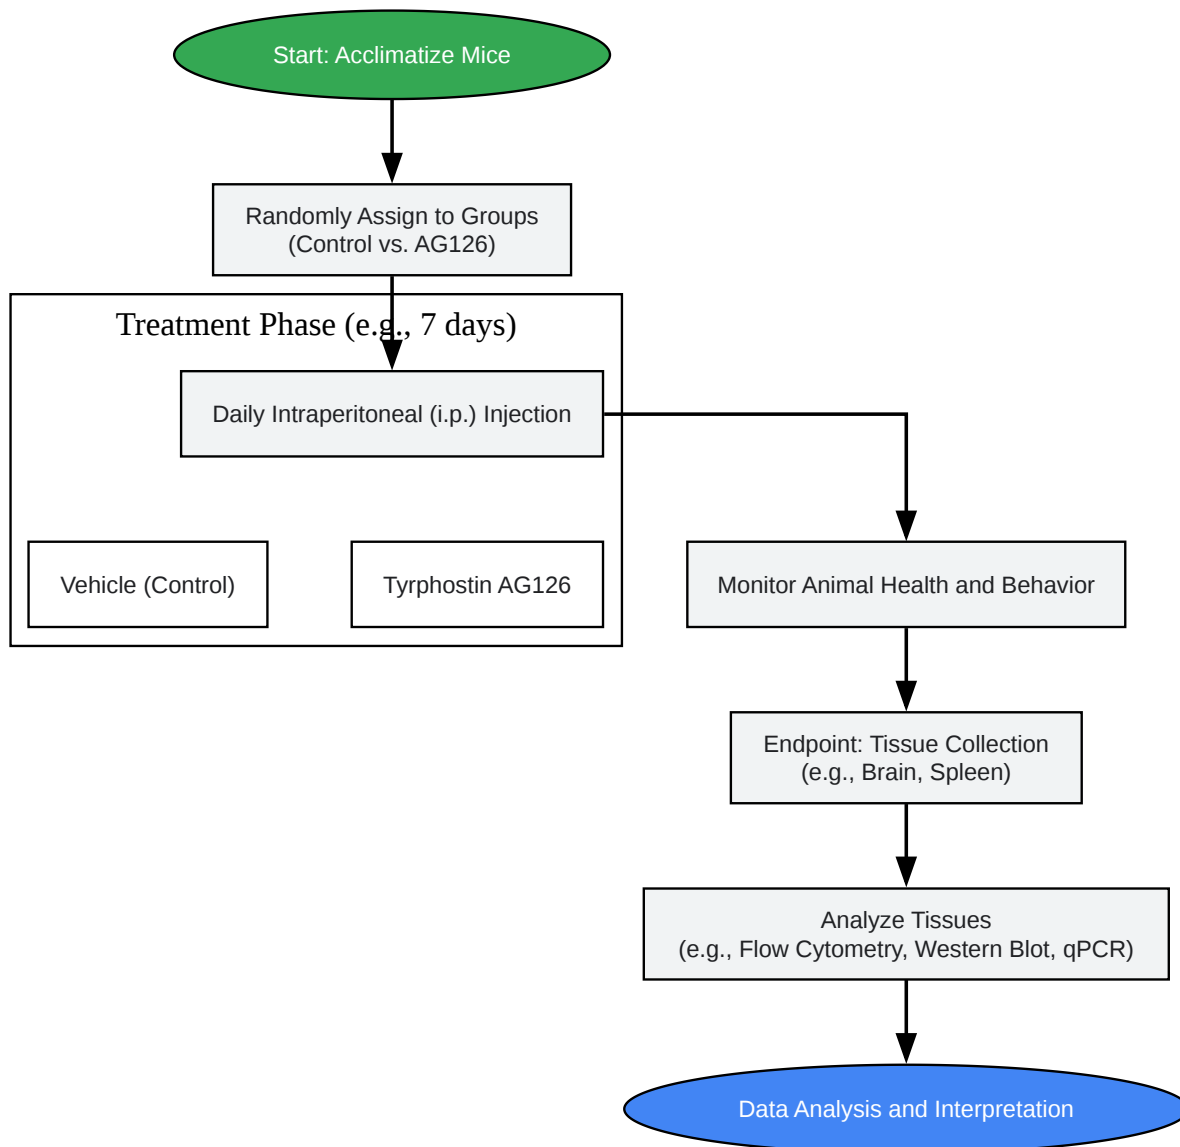 Start: Acclimatize Mice
Randomly Assign to Groups
(Control vs. AG126)
Treatment Phase (e.g., 7 days)
Daily Intraperitoneal (i.p.) Injection
Vehicle (Control)
Tyrphostin AG126
Monitor Animal Health and Behavior
Endpoint: Tissue Collection
(e.g., Brain, Spleen)
Analyze Tissues
(e.g., Flow Cytometry, Western Blot, qPCR)
Data Analysis and Interpretation